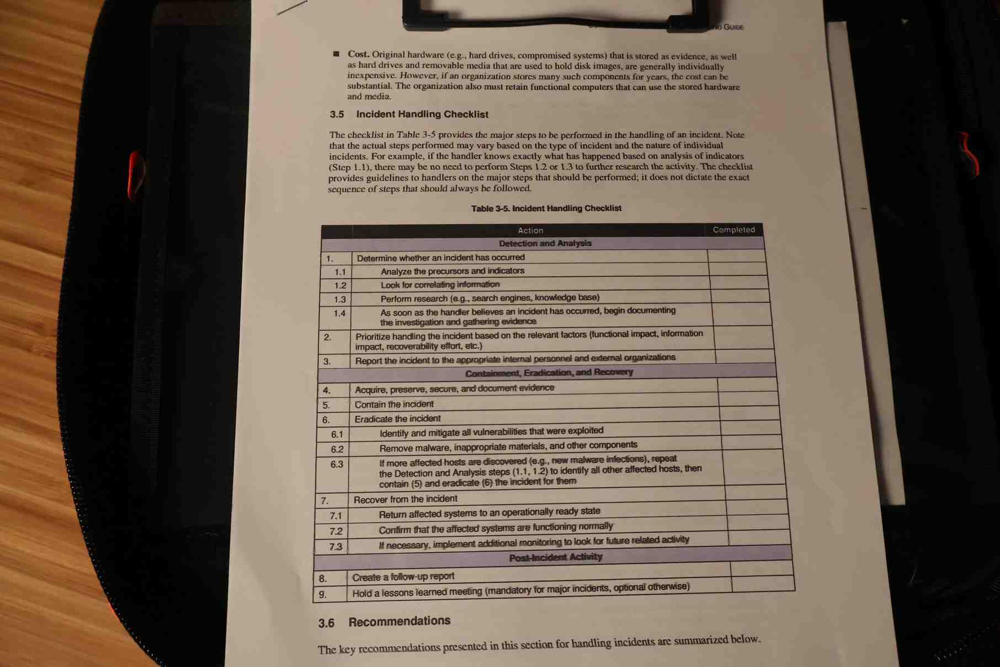 Guide
■ Cost. Original hardware (e.g., hard drives, compromised systems) that is stored as evidence, as well
as hard drives and removable media that are used to hold disk images, are generally individually
inexpensive. However, if an organization stores many such components for years, the cost can be
substantial. The organization also must retain functional computers that can use the stored hardware
and media.
3.5 Incident Handling Checklist
The checklist in Table 3-5 provides the major steps to be performed in the handling of an incident. Note
that the actual steps performed may vary based on the type of incident and the nature of individual
incidents. For example, if the handler knows exactly what has happened based on analysis of indicators
(Step 1.1), there may be no need to perform Steps 1.2 or 1.3 to further research the activity. The checklist
provides guidelines to handlers on the major steps that should be performed; it does not dictate the exact
sequence of steps that should always be followed.
Table 3-5. Incident Handling Checklist
Action Completed
Detection and Analysis
1. Determine whether an incident has occurred
1.1 Analyze the precursors and indicators
1.2 Look for correlating information
1.3 Perform research (e.g., search engines, knowledge base)
1.4 As soon as the handler believes an incident has occurred, begin documenting
the investigation and gathering evidence
2. Prioritize handling the incident based on the relevant factors (functional impact, information
impact, recoverability effort, etc.)
3. Report the incident to the appropriate internal personnel and external organizations
Containment, Eradication, and Recovery
4. Acquire, preserve, secure, and document evidence
5. Contain the incident
6. Eradicate the incident
6.1 Identify and mitigate all vulnerabilities that were exploited
6.2 Remove malware, inappropriate materials, and other components
6.3 If more affected hosts are discovered (e.g., new malware infections), repeat
the Detection and Analysis steps (1.1, 1.2) to identify all other affected hosts, then
contain (5) and eradicate (6) the incident for them
7. Recover from the incident
7.1 Return affected systems to an operationally ready state
7.2 Confirm that the affected systems are functioning normally
7.3 If necessary, implement additional monitoring to look for future related activity
Post-Incident Activity
8. Create a follow-up report
9. Hold a lessons learned meeting (mandatory for major incidents, optional otherwise)
3.6 Recommendations
The key recommendations presented in this section for handling incidents are summarized below.